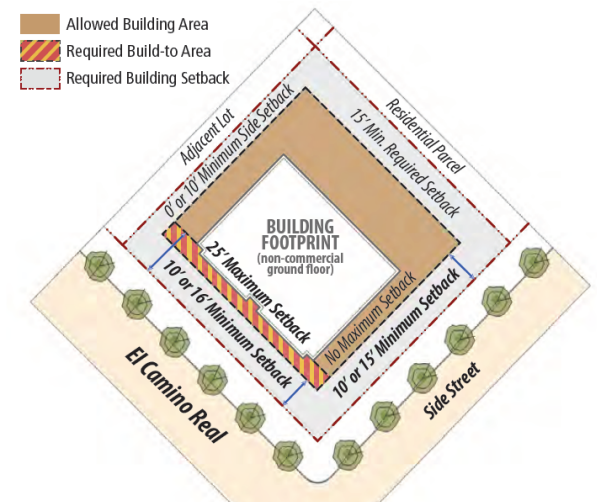 Allowed Building Area
Required Build-to Area
Required Building Setback
Adjacent Lot
0' or 10' Minimum Side Setback
Residential Parcel
15' Min. Required Setback
BUILDING
FOOTPRINT
(non-commercial
ground floor)
25' Maximum Setback
10' or 16' Minimum Setback
No Maximum Setback
10' or 15' Minimum Setback
El Camino Real
Side Street